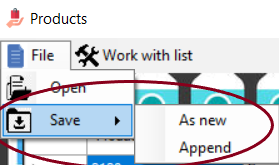 Products
File Work with list
Open
Save As new
Append